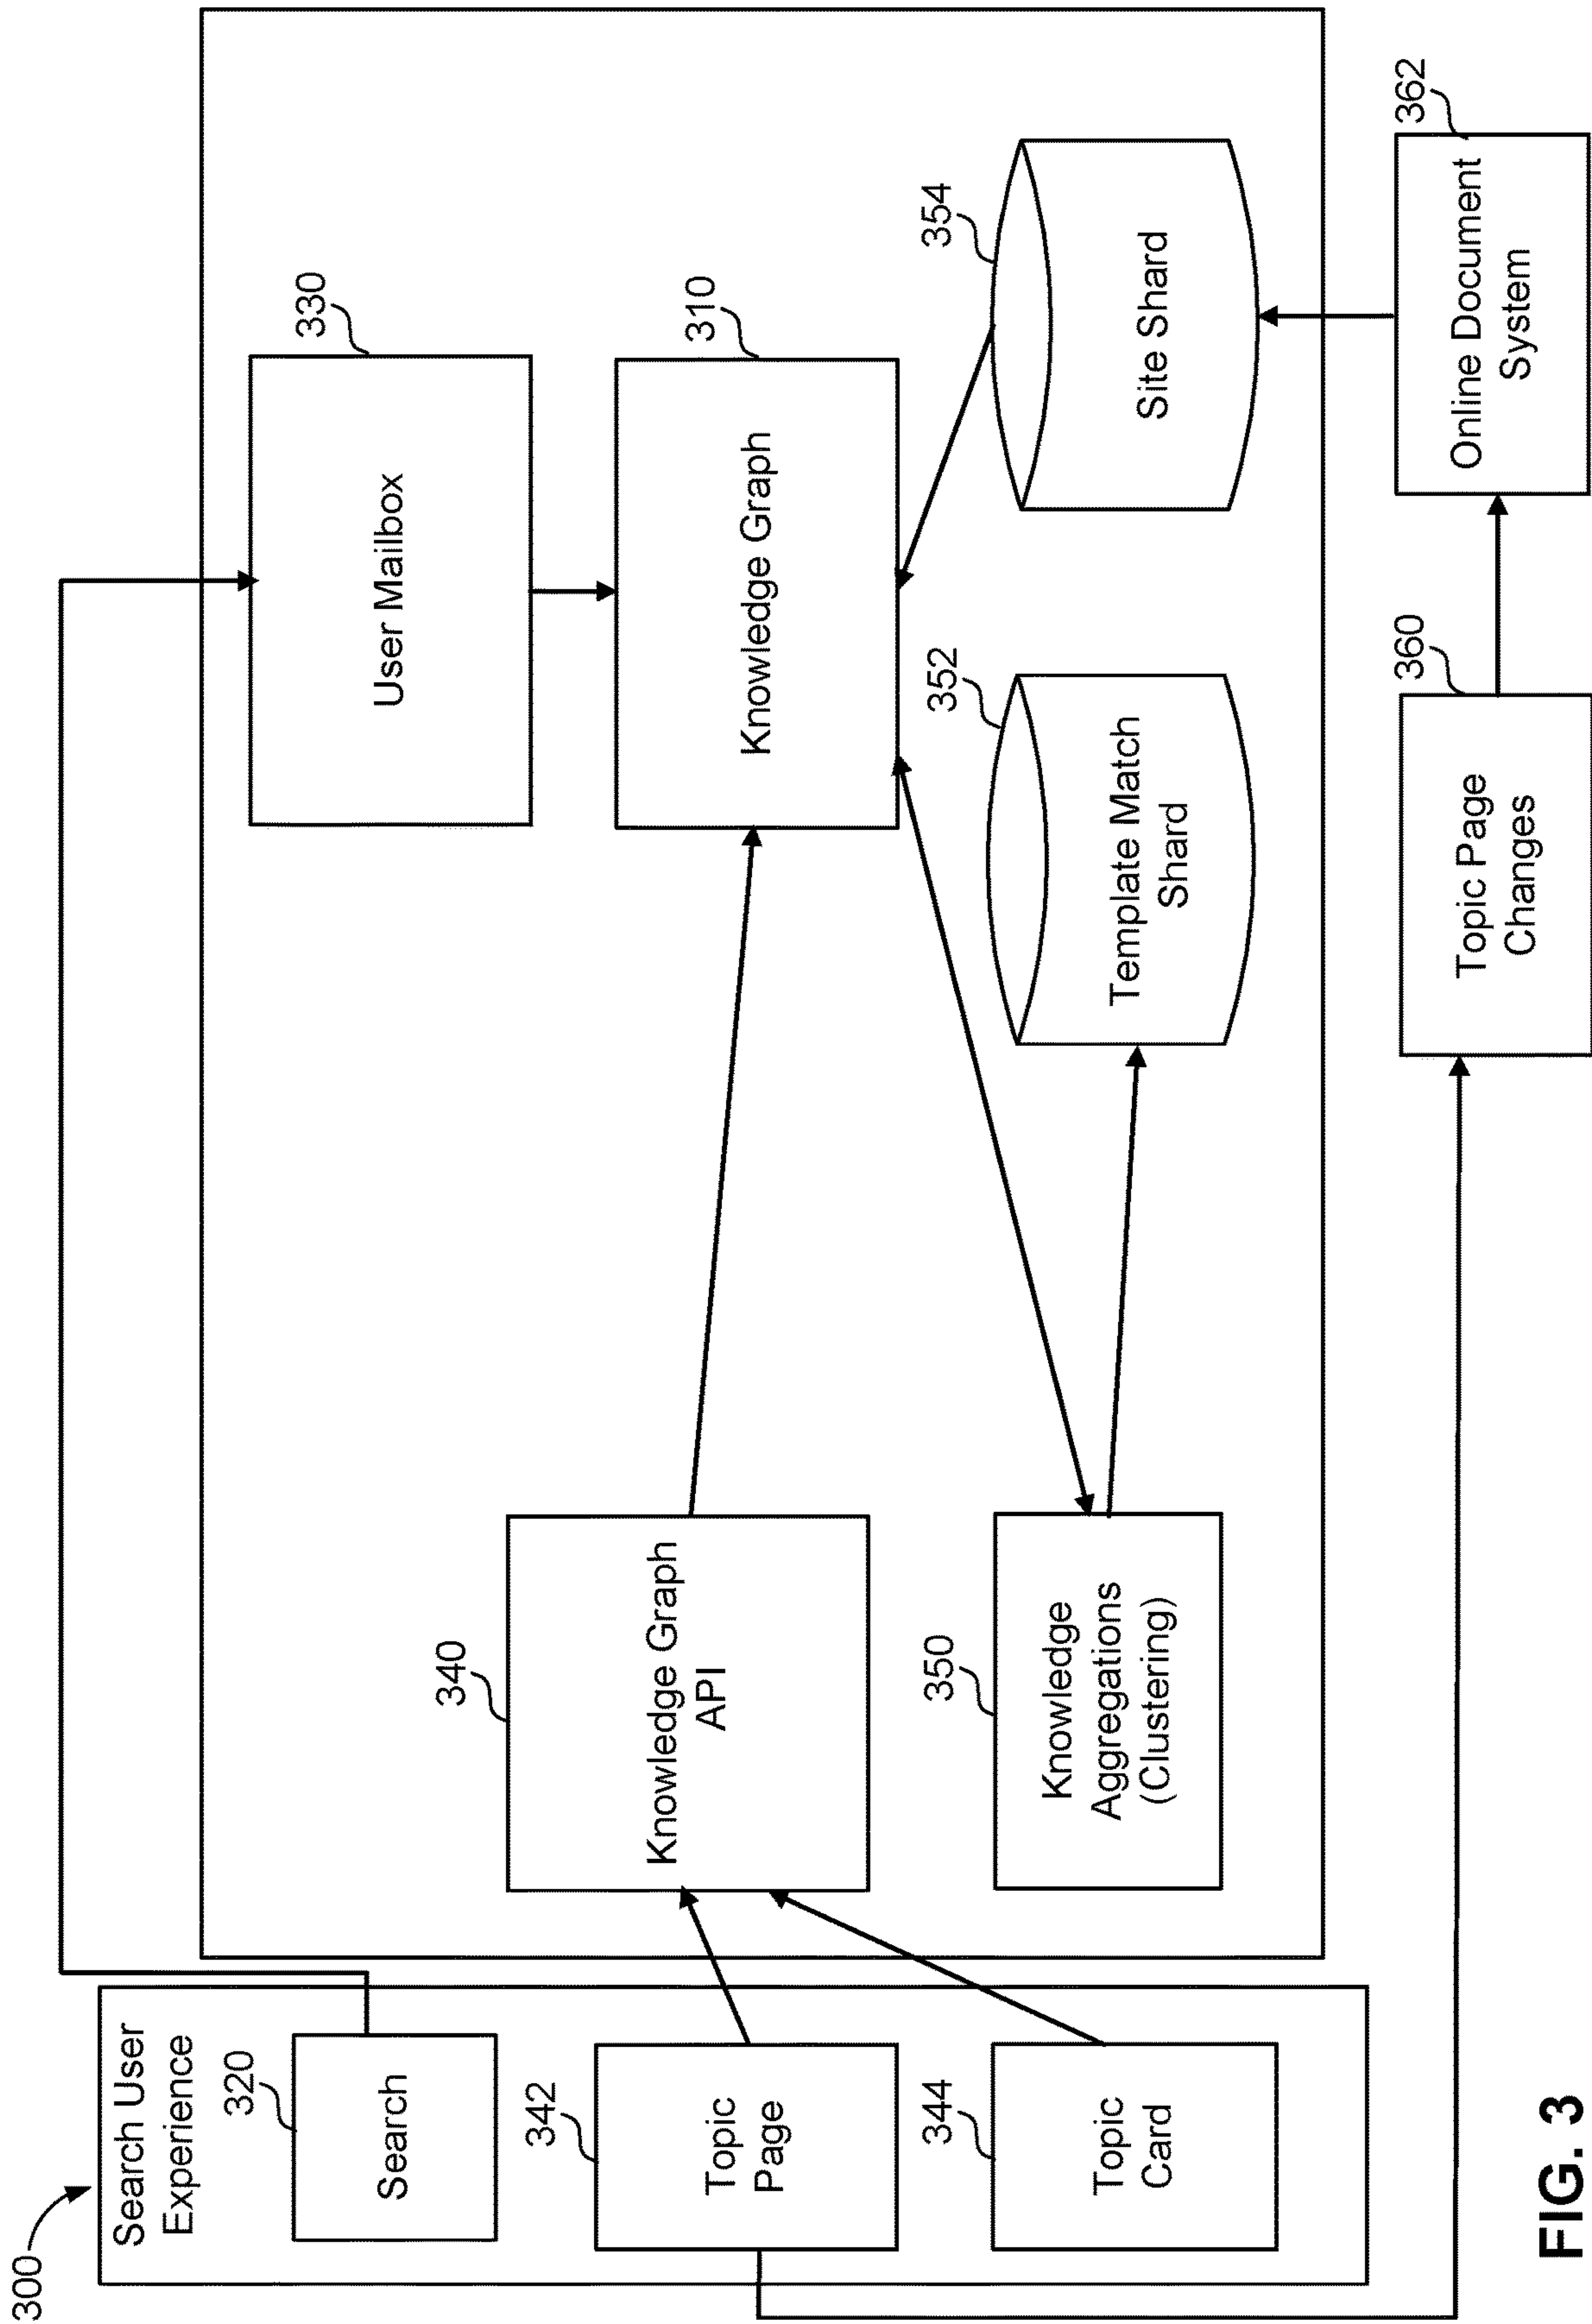 300
Search User
Experience
320
Search
342
Topic
Page
344
Topic
Card
340
Knowledge Graph
API
350
Knowledge
Aggregations
(Clustering)
330
User Mailbox
310
Knowledge Graph
352
Template Match
Shard
354
Site Shard
360
Topic Page
Changes
362
Online Document
System
FIG. 3